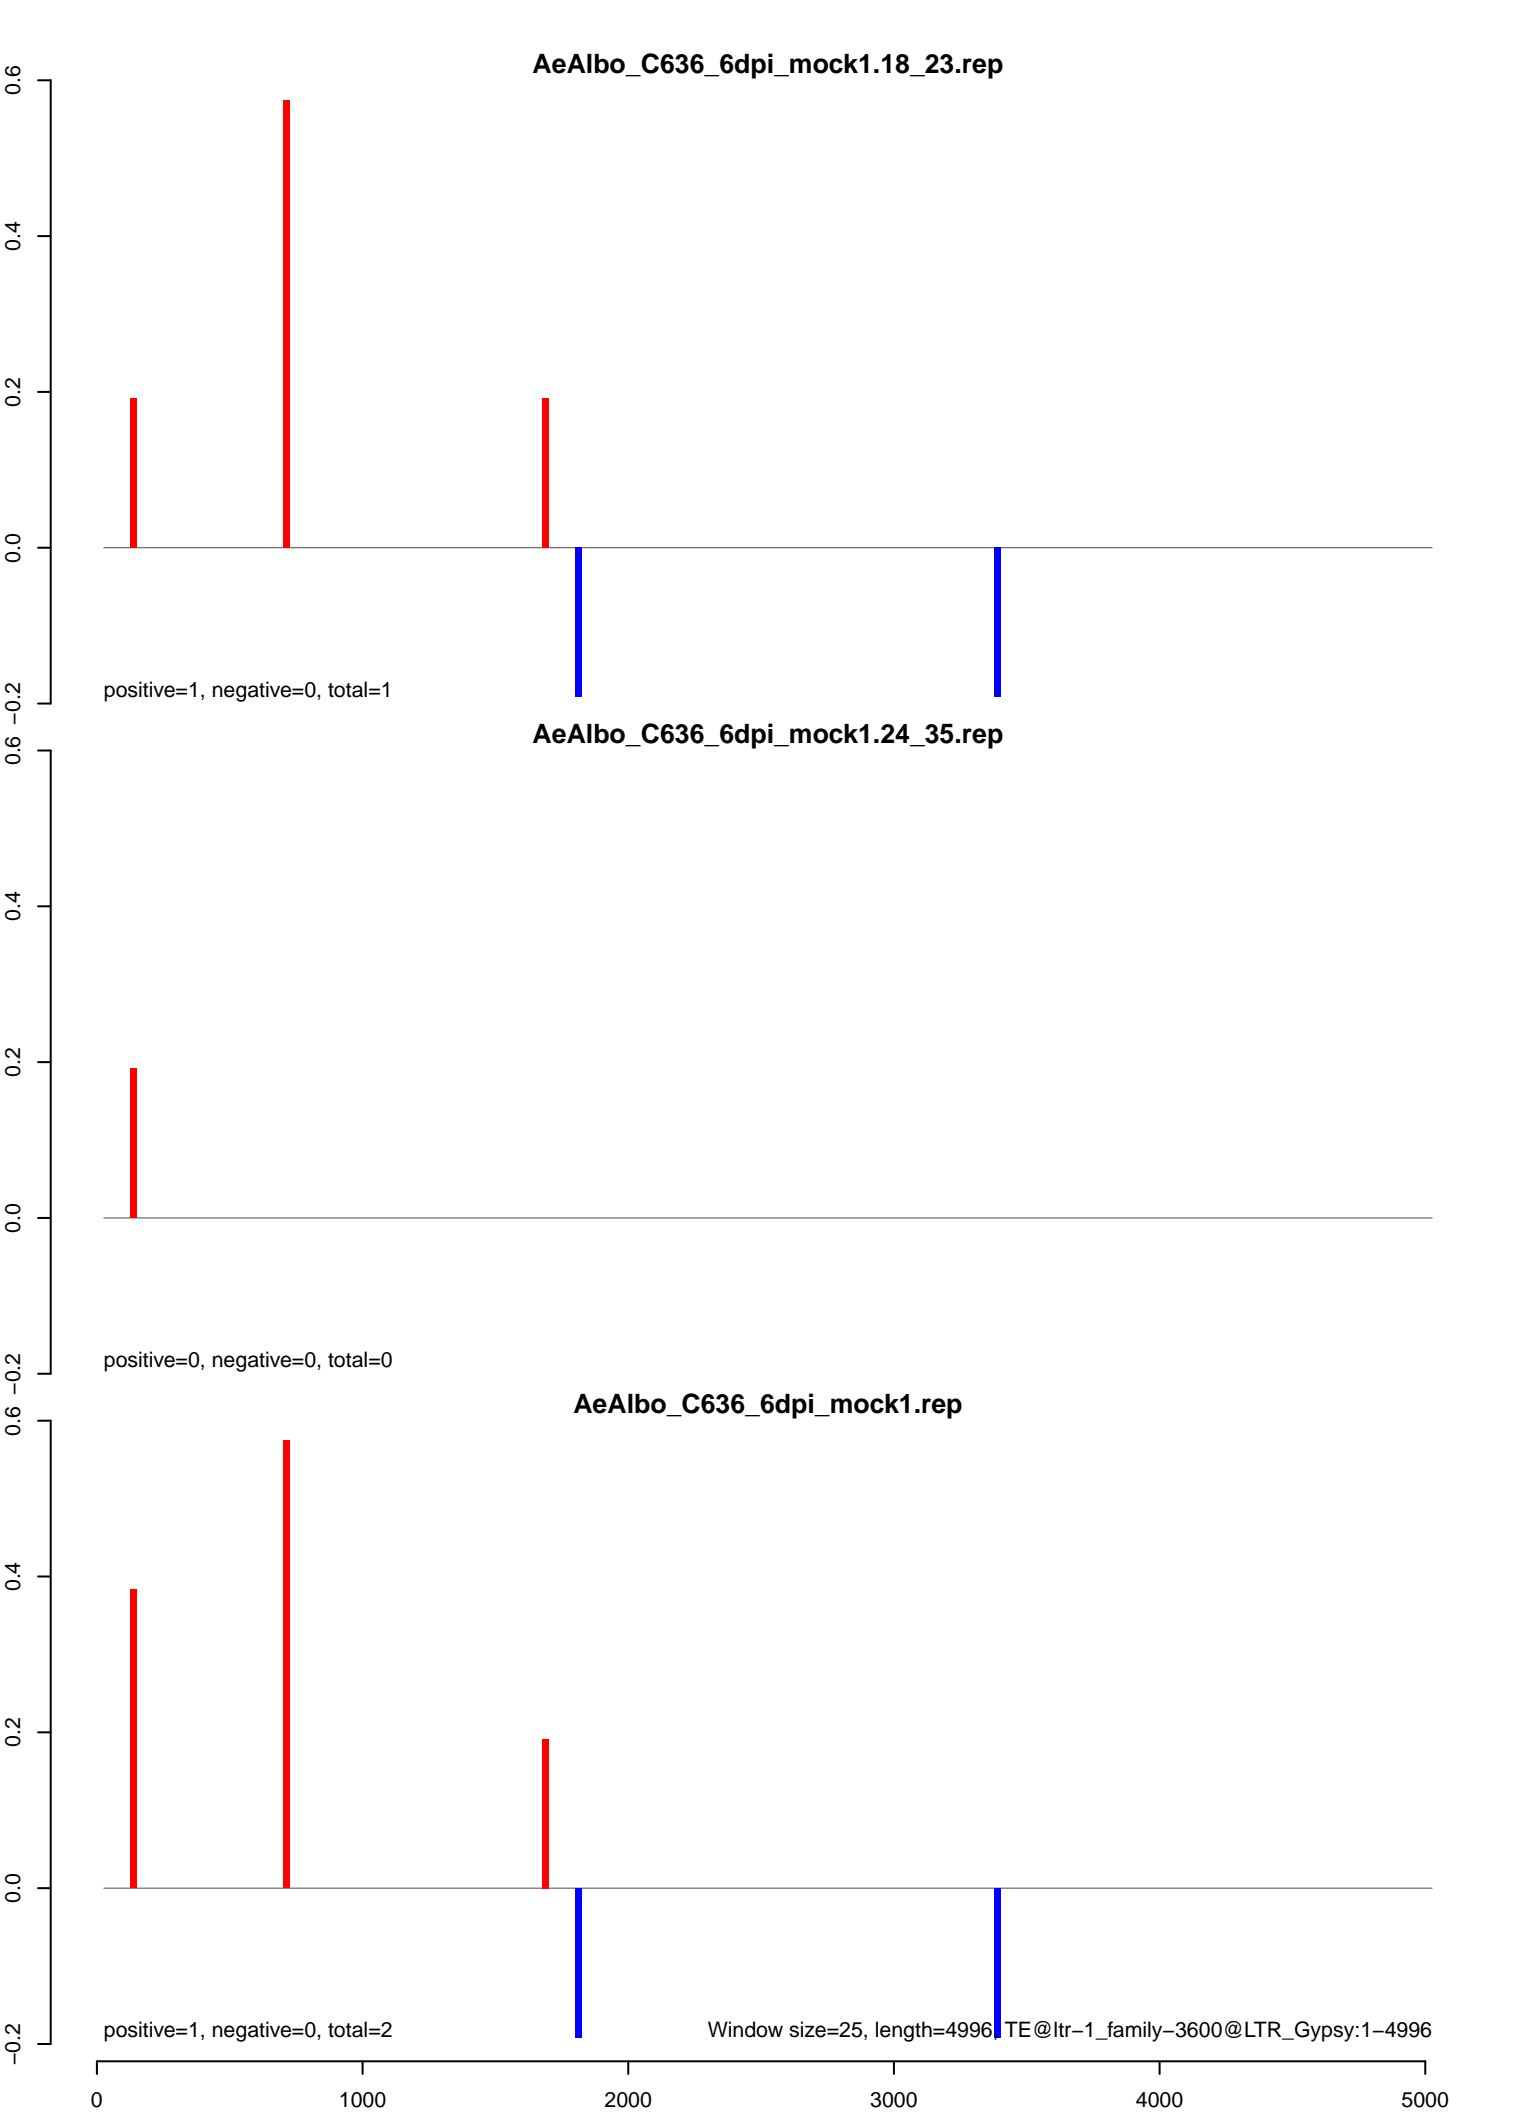 AeAlbo_C636_6dpi_mock1.18_23.rep
0.6
0.4
0.2
0.0
−0.2
positive=1, negative=0, total=1
AeAlbo_C636_6dpi_mock1.24_35.rep
0.6
0.4
0.2
0.0
−0.2
positive=0, negative=0, total=0
AeAlbo_C636_6dpi_mock1.rep
0.6
0.4
0.2
0.0
−0.2
positive=1, negative=0, total=2
Window size=25, length=4996, TE@ltr−1_family−3600@LTR_Gypsy:1−4996
0 1000 2000 3000 4000 5000